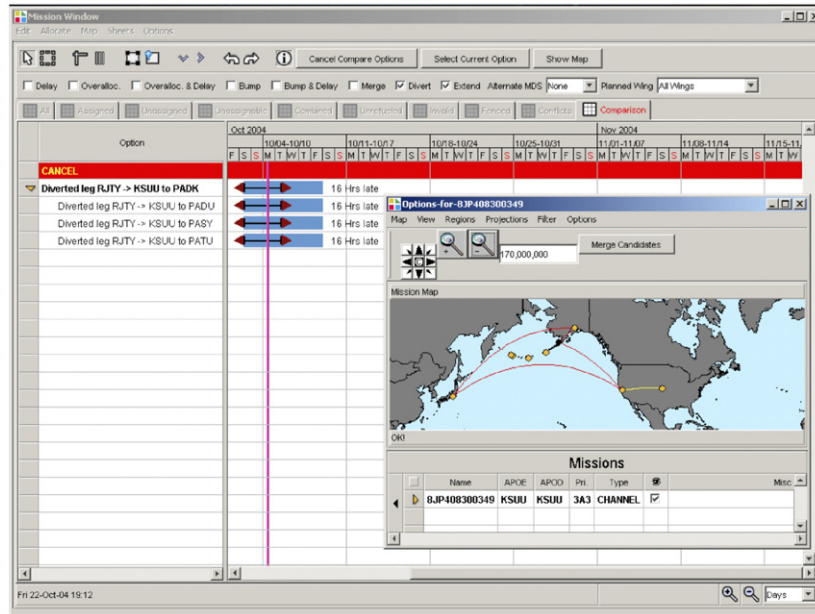 Mission Window
Edit Allocate Map Sheets Options
Cancel Compare Options Select Current Option Show Map
Delay Overalloc. Overalloc. & Delay Bump Bump & Delay Merge Divert Extend Alternate MDS None Planned Wing All Wings
All Assigned Unassigned Unassignable Contained Unrefueled Invalid Fenced Conflicts Comparison
Option
Oct 2004 Nov 2004
10/04-10/10 10/11-10/17 10/18-10/24 10/25-10/31 11/01-11/07 11/08-11/14 11/15-11
F S S M T W T F S S M T W T F S S M T W T F S S M T W T F S S M T W T F S S M T W T F S S M T W
CANCEL
Diverted leg RJTY -> KSUU to PADK 16 Hrs late
Diverted leg RJTY -> KSUU to PADU 16 Hrs late
Diverted leg RJTY -> KSUU to PASY 16 Hrs late
Diverted leg RJTY -> KSUU to PATU 16 Hrs late
Options-for-8JP408300349
Map View Regions Projections Filter Options
170,000,000 Merge Candidates
Mission Map
OK!
Missions
Name APOE APOD Pri. Type Misc
8JP408300349 KSUU KSUU 3A3 CHANNEL
Fri 22-Oct-04 19:12 Days